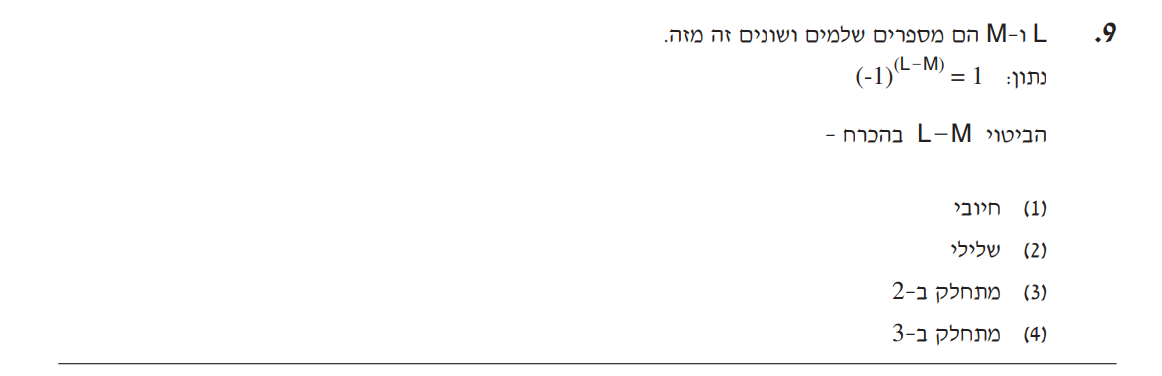 9. L ו-M הם מספרים שלמים ושונים זה מזה.
נתון: (-1)^(L-M) = 1
הביטוי L-M בהכרח -
(1) חיובי
(2) שלילי
(3) מתחלק ב-2
(4) מתחלק ב-3